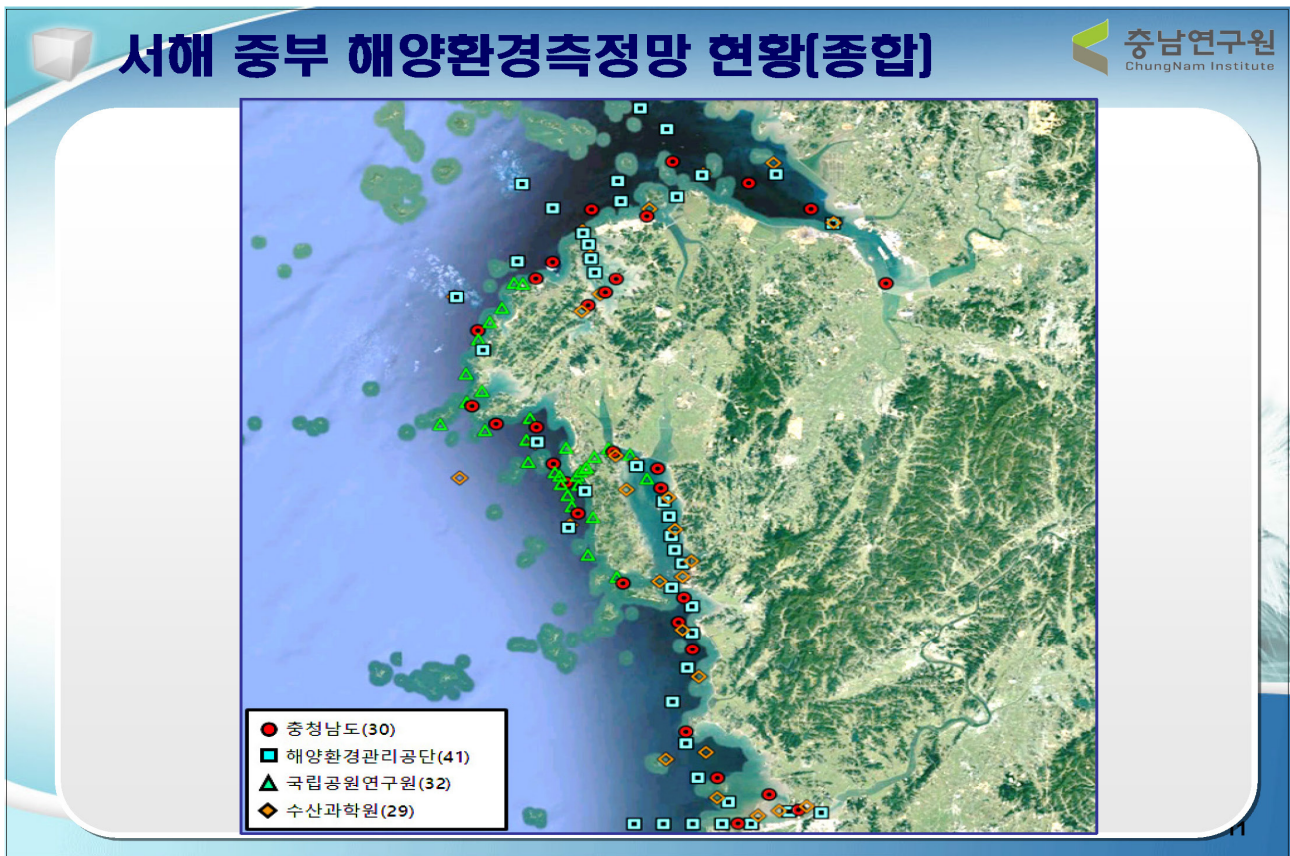 서해 중부 해양환경측정망 현황(종합)
충남연구원
ChungNam Institute
충청남도(30)
해양환경관리공단(41)
국립공원연구원(32)
수산과학원(29)
11